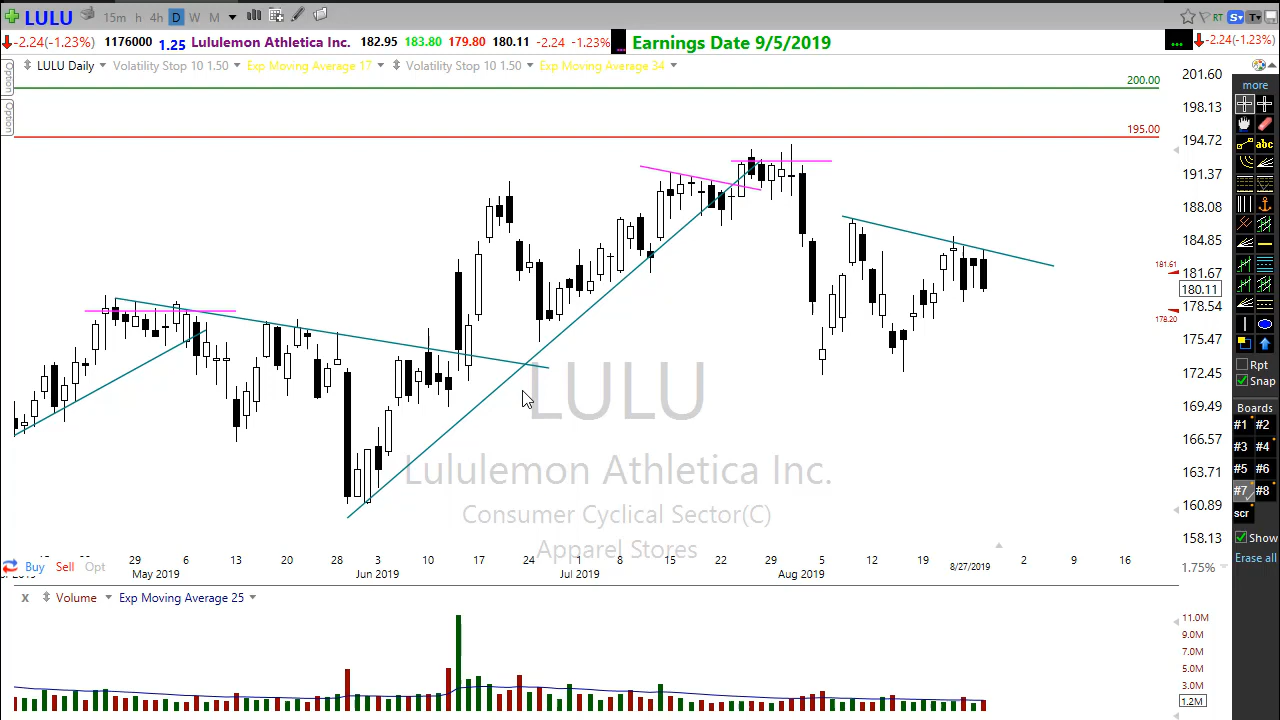 LULU 15m h 4h D W M RT S T
-2.24(-1.23%) 1176000 1.25 Lululemon Athletica Inc. 182.95 183.80 179.80 180.11 -2.24 -1.23% ... Earnings Date 9/5/2019 ... -2.24(-1.23%)
LULU Daily Volatility Stop 10 1.50 Exp Moving Average 17 Volatility Stop 10 1.50 Exp Moving Average 34
Option
Option
200.00
195.00
201.60
198.13
194.72
191.37
188.08
184.85
181.61
181.67
180.11
178.54
178.20
175.47
172.45
169.49
166.57
163.71
160.89
158.13
1.75%
more
abc
Rpt
Snap
Boards
#1 #2
#3 #4
#5 #6
#7 #8
scr
Show
Erase all
LULU
Lululemon Athletica Inc.
Consumer Cyclical Sector(C)
Apparel Stores
29 6 13 20 28 3 10 17 24 1 8 15 22 29 5 12 19 8/27/2019 2 9 16
May 2019 Jun 2019 Jul 2019 Aug 2019
Buy Sell Opt
x Volume Exp Moving Average 25
11.0M
9.0M
7.0M
5.0M
3.0M
1.2M